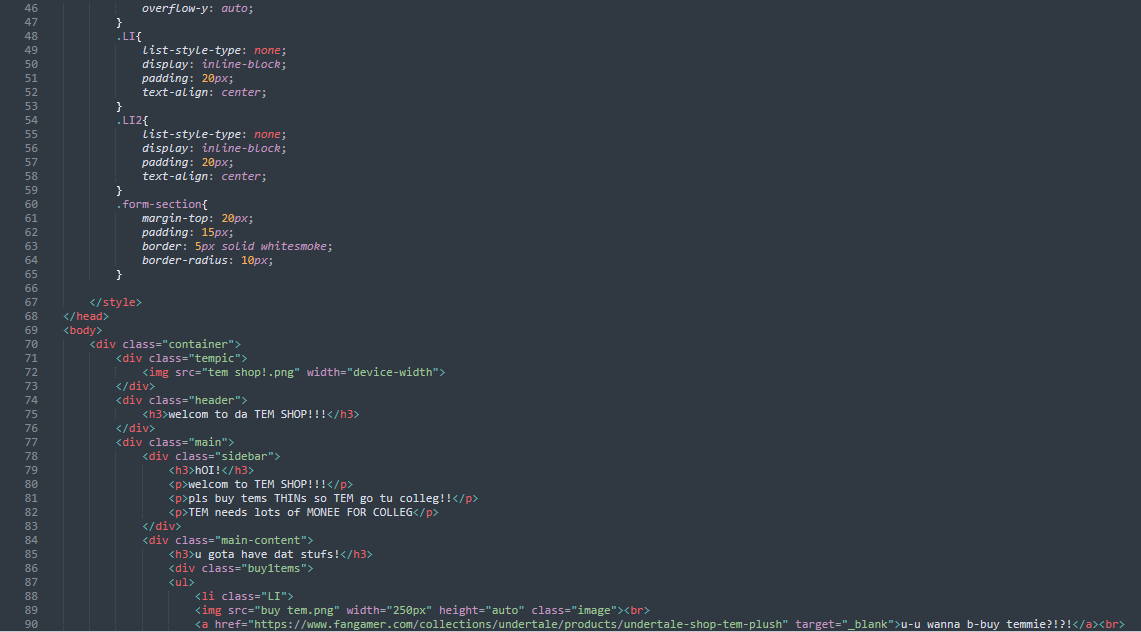 46 overflow-y: auto;
47 }
48 .LI{
49 list-style-type: none;
50 display: inline-block;
51 padding: 20px;
52 text-align: center;
53 }
54 .LI2{
55 list-style-type: none;
56 display: inline-block;
57 padding: 20px;
58 text-align: center;
59 }
60 .form-section{
61 margin-top: 20px;
62 padding: 15px;
63 border: 5px solid whitesmoke;
64 border-radius: 10px;
65 }
66
67 </style>
68 </head>
69 <body>
70 <div class="container">
71 <div class="tempic">
72 <img src="tem shop!.png" width="device-width">
73 </div>
74 <div class="header">
75 <h3>welcom to da TEM SHOP!!!</h3>
76 </div>
77 <div class="main">
78 <div class="sidebar">
79 <h3>hOI!</h3>
80 <p>welcom to TEM SHOP!!!</p>
81 <p>pls buy tems THINs so TEM go tu colleg!!</p>
82 <p>TEM needs lots of MONEE FOR COLLEG</p>
83 </div>
84 <div class="main-content">
85 <h3>u gota have dat stufs!</h3>
86 <div class="buy1tems">
87 <ul>
88 <li class="LI">
89 <img src="buy tem.png" width="250px" height="auto" class="image"><br>
90 <a href="https://www.fangamer.com/collections/undertale/products/undertale-shop-tem-plush" target="_blank">u-u wanna b-buy temmie?!?!</a><br>